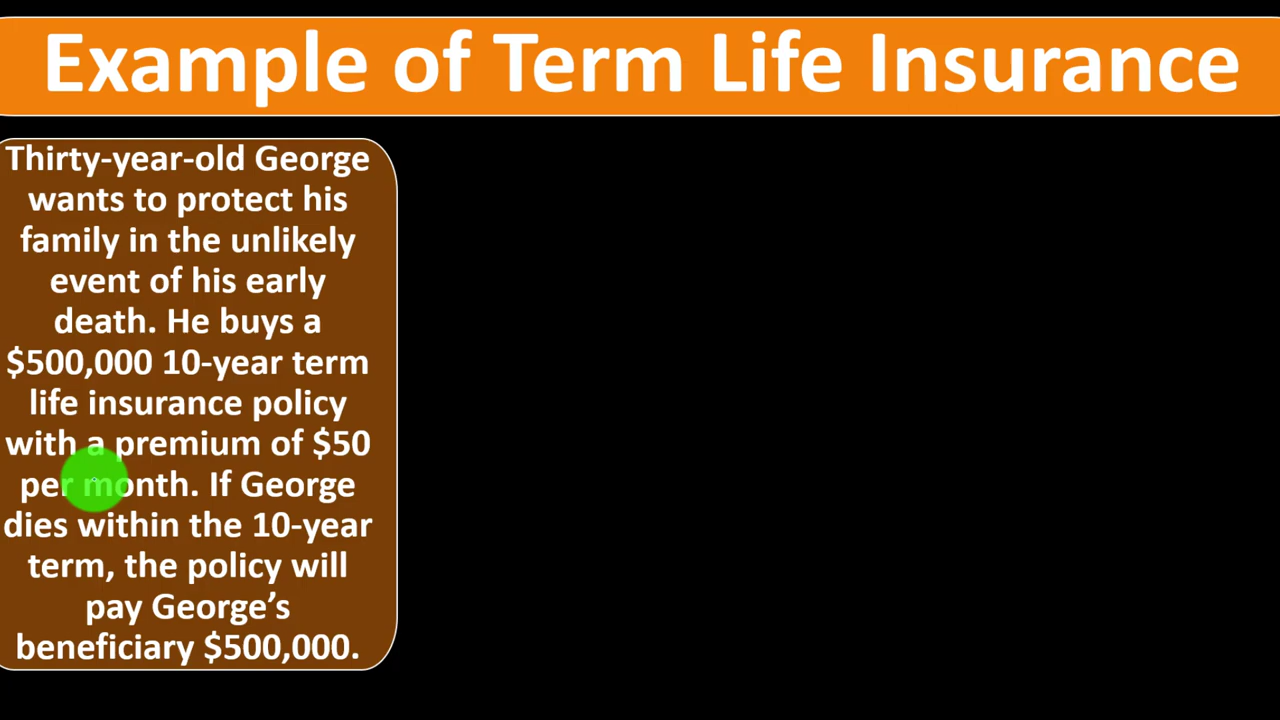 Example of Term Life Insurance
Thirty-year-old George
wants to protect his
family in the unlikely
event of his early
death. He buys a
$500,000 10-year term
life insurance policy
with a premium of $50
per month. If George
dies within the 10-year
term, the policy will
pay George’s
beneficiary $500,000.